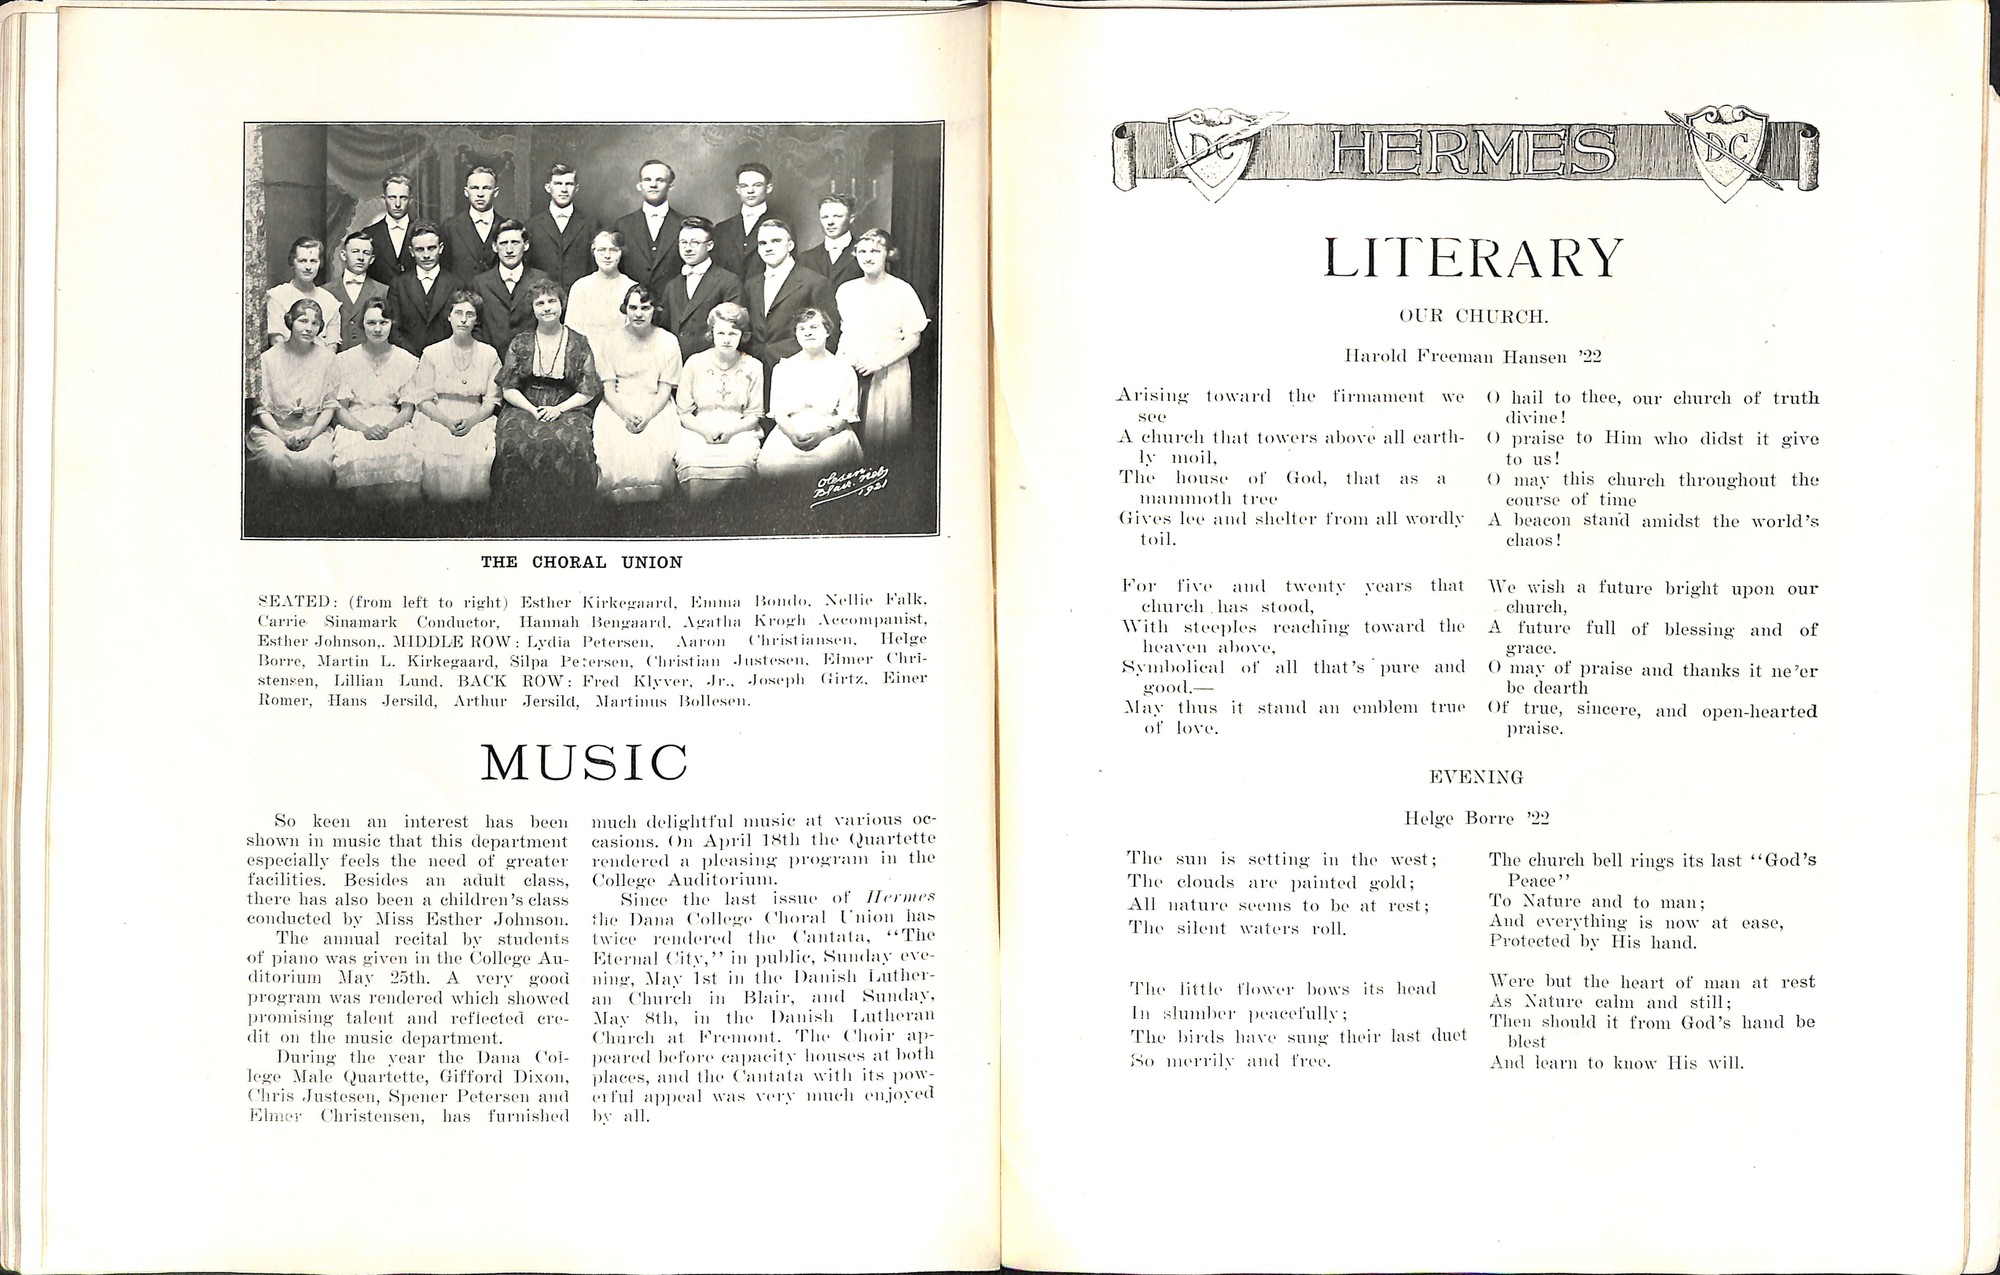 Olesen
Blair, Neb
1921
THE CHORAL UNION
SEATED: (from left to right) Esther Kirkegaard, Emma Bondo, Nellie Falk,
Carrie Sinamark Conductor, Hannah Bengaard, Agatha Krogh Accompanist,
Esther Johnson,. MIDDLE ROW: Lydia Petersen, Aaron Christiansen, Helge
Borre, Martin L. Kirkegaard, Silpa Petersen, Christian Justesen, Elmer Chri-
stensen, Lillian Lund. BACK ROW: Fred Klyver, Jr., Joseph Girtz, Einer
Romer, Hans Jersild, Arthur Jersild, Martinus Bollesen.
MUSIC
So keen an interest has been
shown in music that this department
especially feels the need of greater
facilities. Besides an adult class,
there has also been a children's class
conducted by Miss Esther Johnson.
The annual recital by students
of piano was given in the College Au-
ditorium May 25th. A very good
program was rendered which showed
promising talent and reflected cre-
dit on the music department.
During the year the Dana Col-
lege Male Quartette, Gifford Dixon,
Chris Justesen, Spener Petersen and
Elmer Christensen, has furnished
much delightful music at various oc-
casions. On April 18th the Quartette
rendered a pleasing program in the
College Auditorium.
Since the last issue of Hermes
the Dana College Choral Union has
twice rendered the Cantata, "The
Eternal City," in public, Sunday eve-
ning, May 1st in the Danish Luther-
an Church in Blair, and Sunday,
May 8th, in the Danish Lutheran
Church at Fremont. The Choir ap-
peared before capacity houses at both
places, and the Cantata with its pow-
erful appeal was very much enjoyed
by all.
DC HERMES DC
LITERARY
OUR CHURCH.
Harold Freeman Hansen '22
Arising toward the firmament we
see
A church that towers above all earth-
ly moil,
The house of God, that as a
mammoth tree
Gives lee and shelter from all wordly
toil.
For five and twenty years that
church has stood,
With steeples reaching toward the
heaven above,
Symbolical of all that's pure and
good.—
May thus it stand an emblem true
of love.
O hail to thee, our church of truth
divine!
O praise to Him who didst it give
to us!
O may this church throughout the
course of time
A beacon stand amidst the world's
chaos!
We wish a future bright upon our
church,
A future full of blessing and of
grace.
O may of praise and thanks it ne'er
be dearth
Of true, sincere, and open-hearted
praise.
EVENING
Helge Borre '22
The sun is setting in the west;
The clouds are painted gold;
All nature seems to be at rest;
The silent waters roll.
The little flower bows its head
In slumber peacefully;
The birds have sung their last duet
So merrily and free.
The church bell rings its last "God's
Peace"
To Nature and to man;
And everything is now at ease,
Protected by His hand.
Were but the heart of man at rest
As Nature calm and still;
Then should it from God's hand be
blest
And learn to know His will.